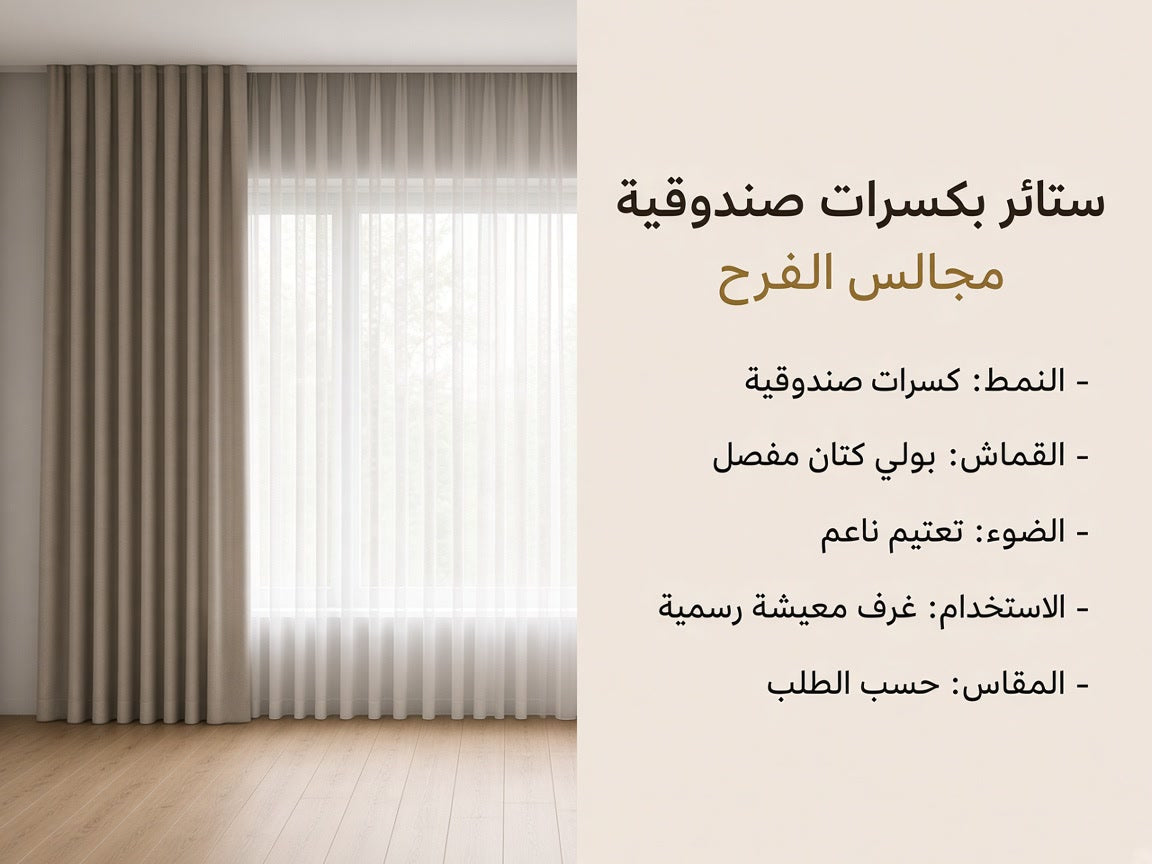 ستائر بكسرات صندوقية
مجالس الفرح
- النمط: كسرات صندوقية
- القماش: بولي كتان مفصل
- الضوء: تعتيم ناعم
- الاستخدام: غرف معيشة رسمية
- المقاس: حسب الطلب